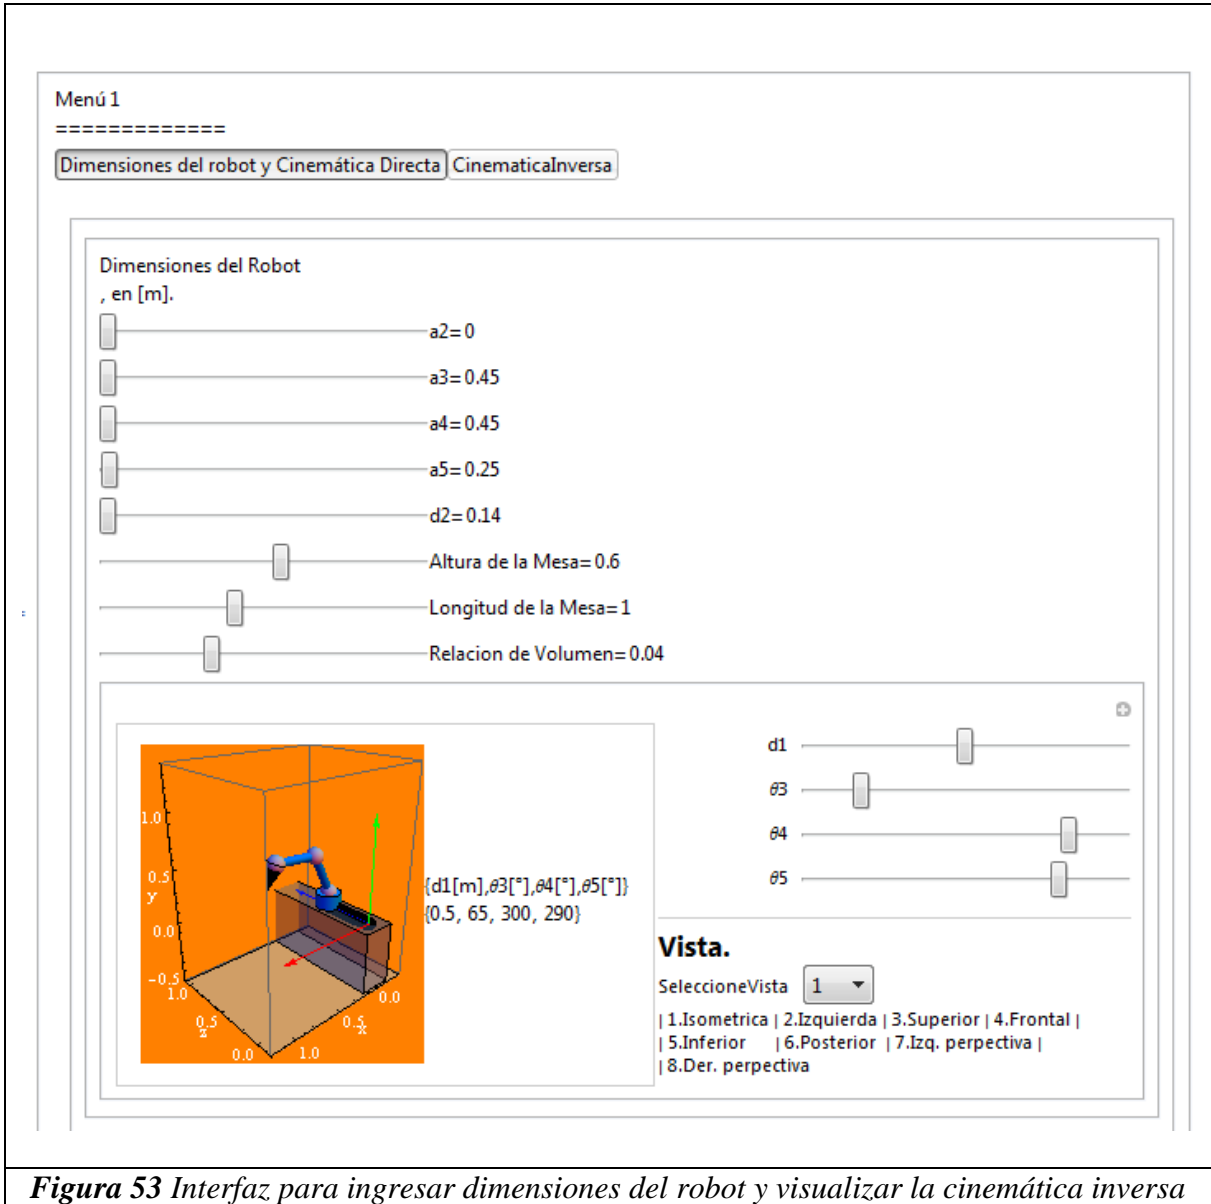 Menú 1
=============
Dimensiones del robot y Cinemática Directa CinematicaInversa
Dimensiones del Robot
, en [m].
a2= 0
a3= 0.45
a4= 0.45
a5= 0.25
d2= 0.14
Altura de la Mesa= 0.6
Longitud de la Mesa= 1
Relacion de Volumen= 0.04
1.0
0.5
y
0.0
-0.5
1.0
0.5
z
0.0
1.0
0.5
x
0.0
{d1[m],θ3[°],θ4[°],θ5[°]}
{0.5, 65, 300, 290}
d1
θ3
θ4
θ5
Vista.
SeleccioneVista 1
| 1.Isometrica | 2.Izquierda | 3.Superior | 4.Frontal |
| 5.Inferior | 6.Posterior | 7.Izq. perpectiva |
| 8.Der. perpectiva
Figura 53 Interfaz para ingresar dimensiones del robot y visualizar la cinemática inversa